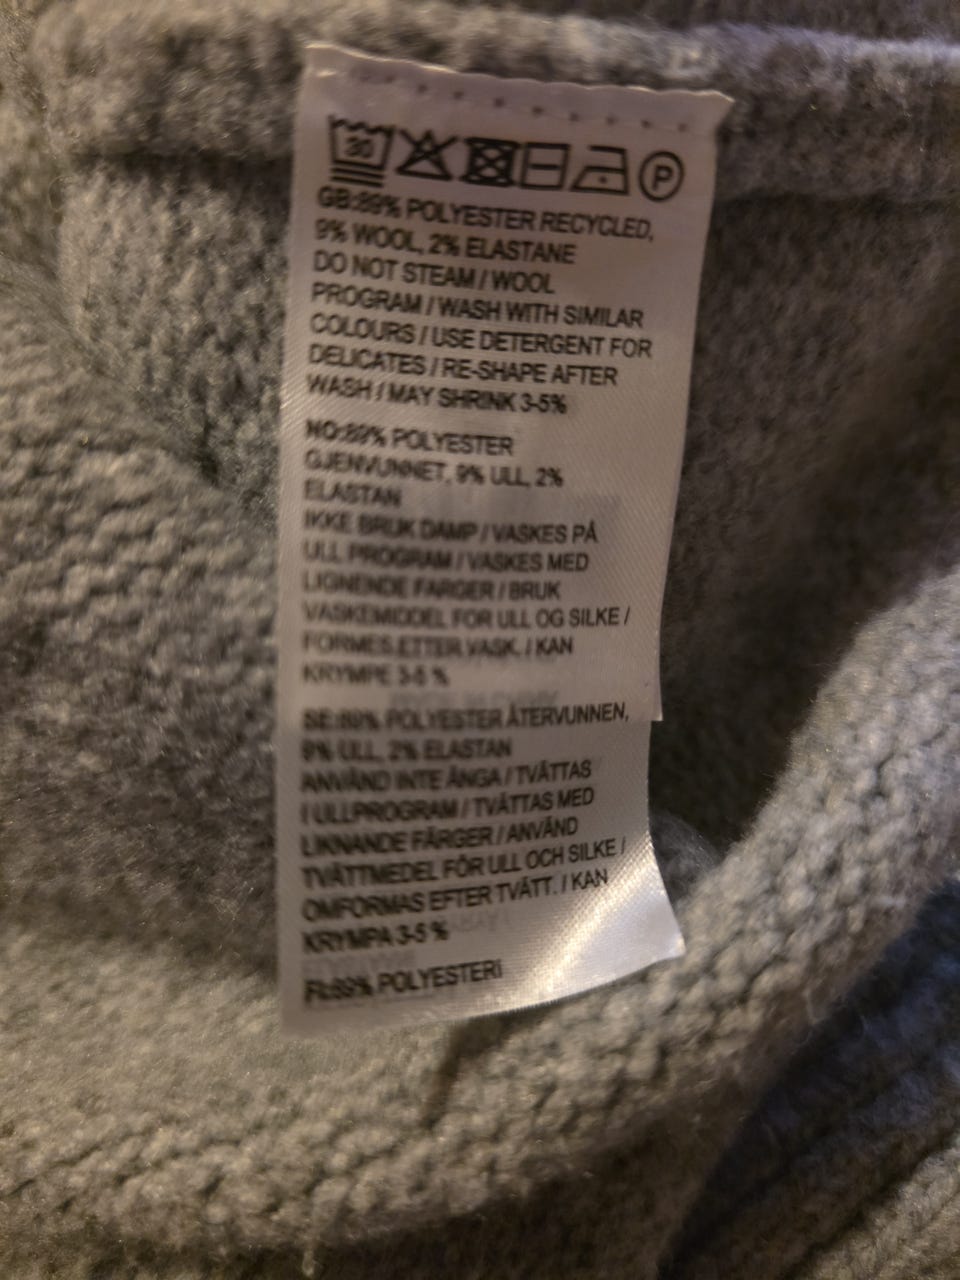 30 P
GB:89% POLYESTER RECYCLED,
9% WOOL, 2% ELASTANE
DO NOT STEAM / WOOL
PROGRAM / WASH WITH SIMILAR
COLOURS / USE DETERGENT FOR
DELICATES / RE-SHAPE AFTER
WASH / MAY SHRINK 3-5%
NO:89% POLYESTER
GJENVUNNET, 9% ULL, 2%
ELASTAN
IKKE BRUK DAMP / VASKES PÅ
ULL PROGRAM / VASKES MED
LIGNENDE FARGER / BRUK
VASKEMIDDEL FOR ULL OG SILKE /
FORMES ETTER VASK. / KAN
KRYMPE 3-5 %
SE:89% POLYESTER ÅTERVUNNEN,
9% ULL, 2% ELASTAN
ANVÄND INTE ÅNGA / TVÄTTAS
I ULLPROGRAM / TVÄTTAS MED
LIKNANDE FÄRGER / ANVÄND
TVÄTTMEDEL FÖR ULL OCH SILKE /
OMFORMAS EFTER TVÄTT. / KAN
KRYMPA 3-5 %
FI:89% POLYESTERI